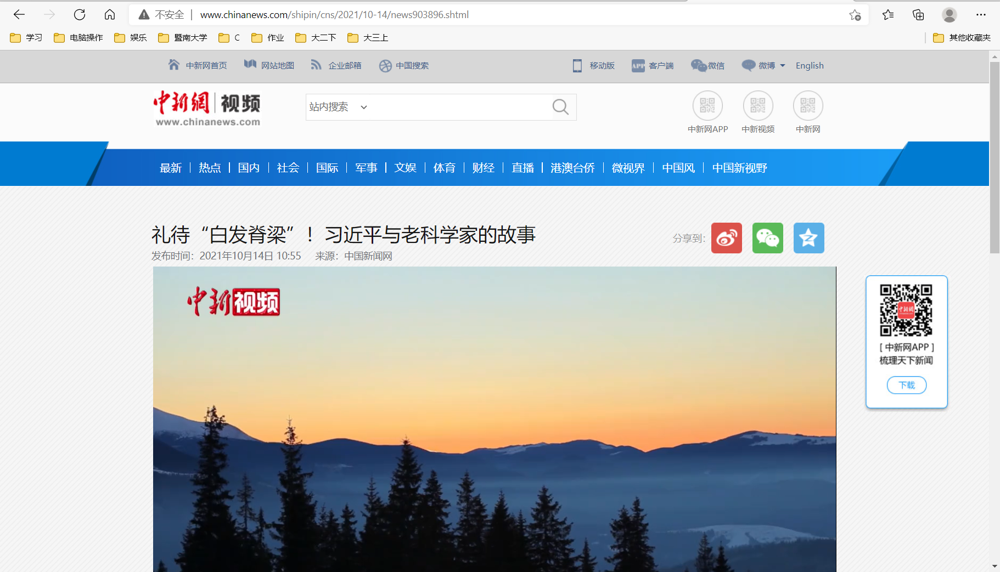 不安全 | www.chinanews.com/shipin/cns/2021/10-14/news903896.shtml
学习 电脑操作 娱乐 暨南大学 C 作业 大二下 大三上 其他收藏夹
中新网首页 网站地图 企业邮箱 中国搜索 移动版 APP 客户端 微信 微博 English
中新網 | 视频
www.chinanews.com
站内搜索
中新网APP 中新视频 中新网
最新 | 热点 | 国内 | 社会 | 国际 | 军事 | 文娱 | 体育 | 财经 | 直播 | 港澳台侨 | 微视界 | 中国风 | 中国新视野
礼待“白发脊梁”！习近平与老科学家的故事
分享到：
发布时间：2021年10月14日 10:55 来源：中国新闻网
中新视频
中新網
[ 中新网APP ]
梳理天下新闻
下载